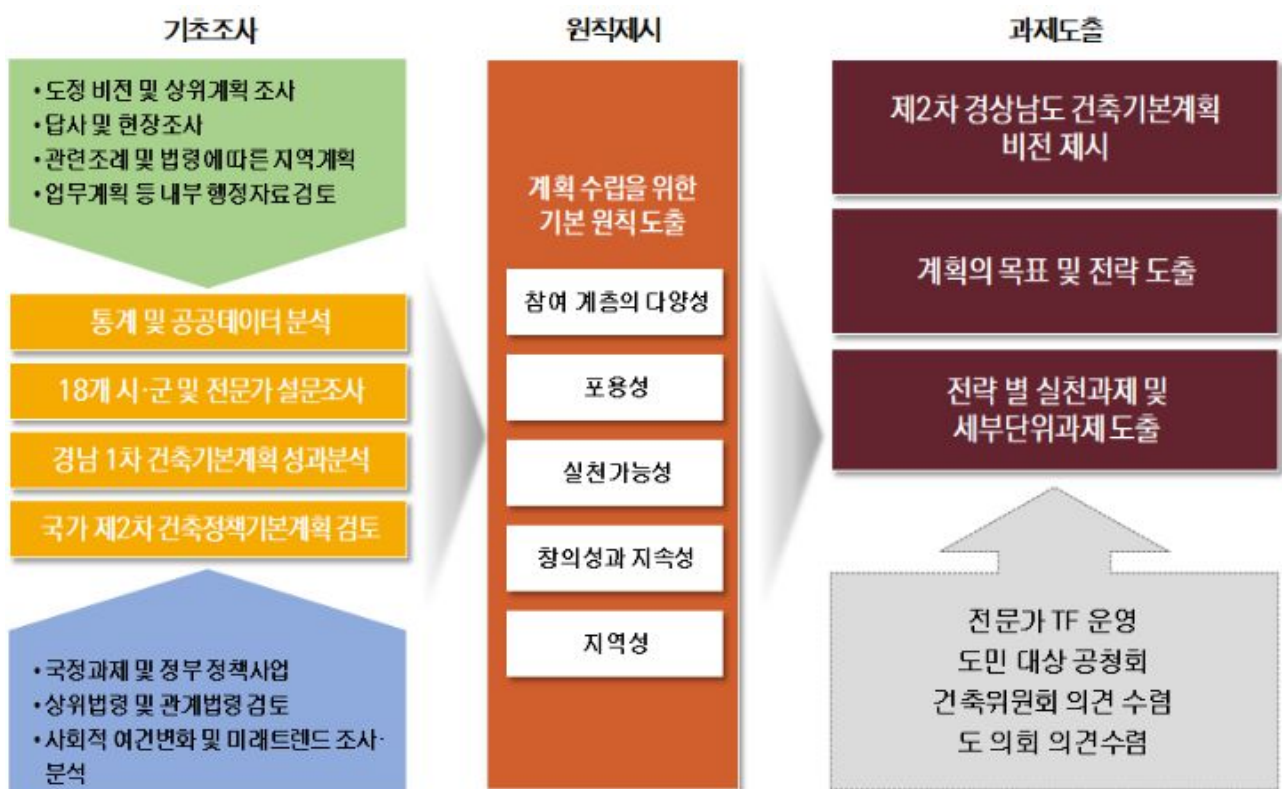 기초조사
• 도정 비전 및 상위계획 조사
• 답사 및 현장조사
• 관련조례 및 법령에 따른 지역계획
• 업무계획 등 내부 행정자료 검토
통계 및 공공데이터 분석
18개 시·군 및 전문가 설문조사
경남 1차 건축기본계획 성과분석
국가 제2차 건축정책기본계획 검토
• 국정과제 및 정부 정책사업
• 상위법령 및 관계법령 검토
• 사회적 여건변화 및 미래트렌드 조사·
분석
원칙제시
계획 수립을 위한
기본 원칙 도출
참여 계층의 다양성
포용성
실천가능성
창의성과 지속성
지역성
과제도출
제2차 경상남도 건축기본계획
비전 제시
계획의 목표 및 전략 도출
전략 별 실천과제 및
세부단위과제 도출
전문가 TF 운영
도민 대상 공청회
건축위원회 의견 수렴
도 의회 의견수렴